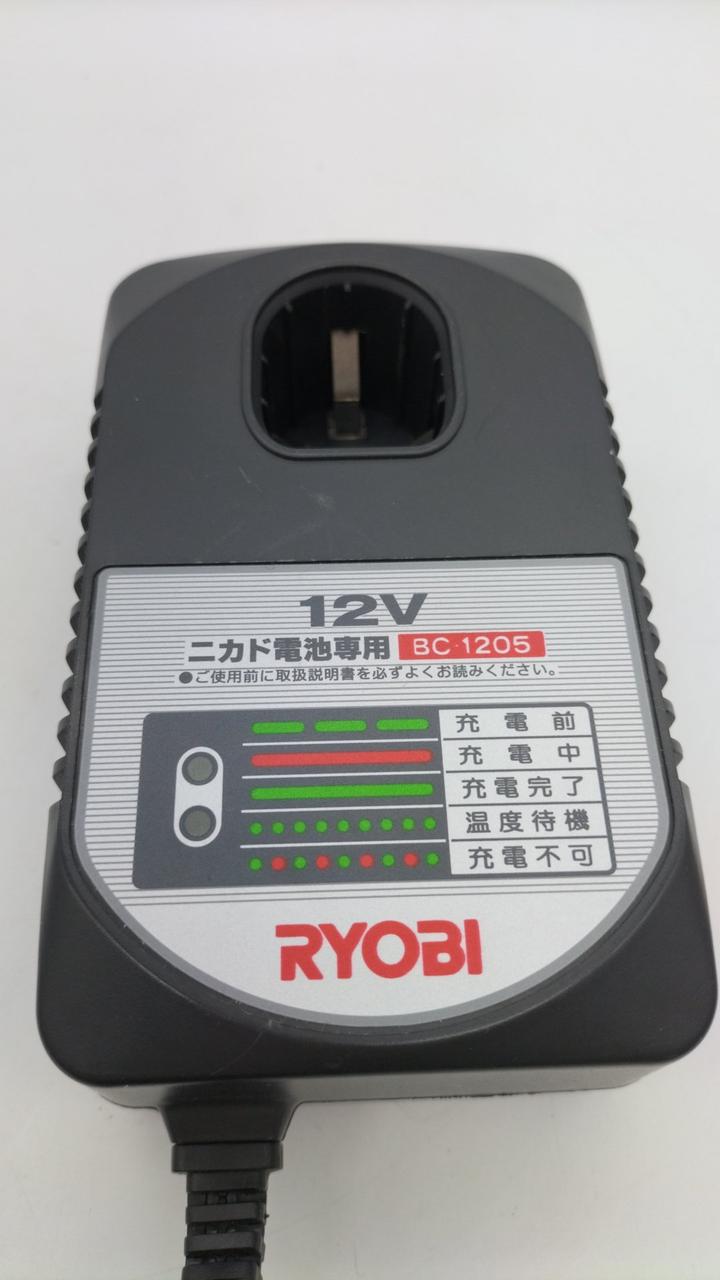 12V
ニカド電池専用 BC-1205
●ご使用前に取扱説明書を必ずよくお読みください。
充電前
充電中
充電完了
温度待機
充電不可
RYOBI